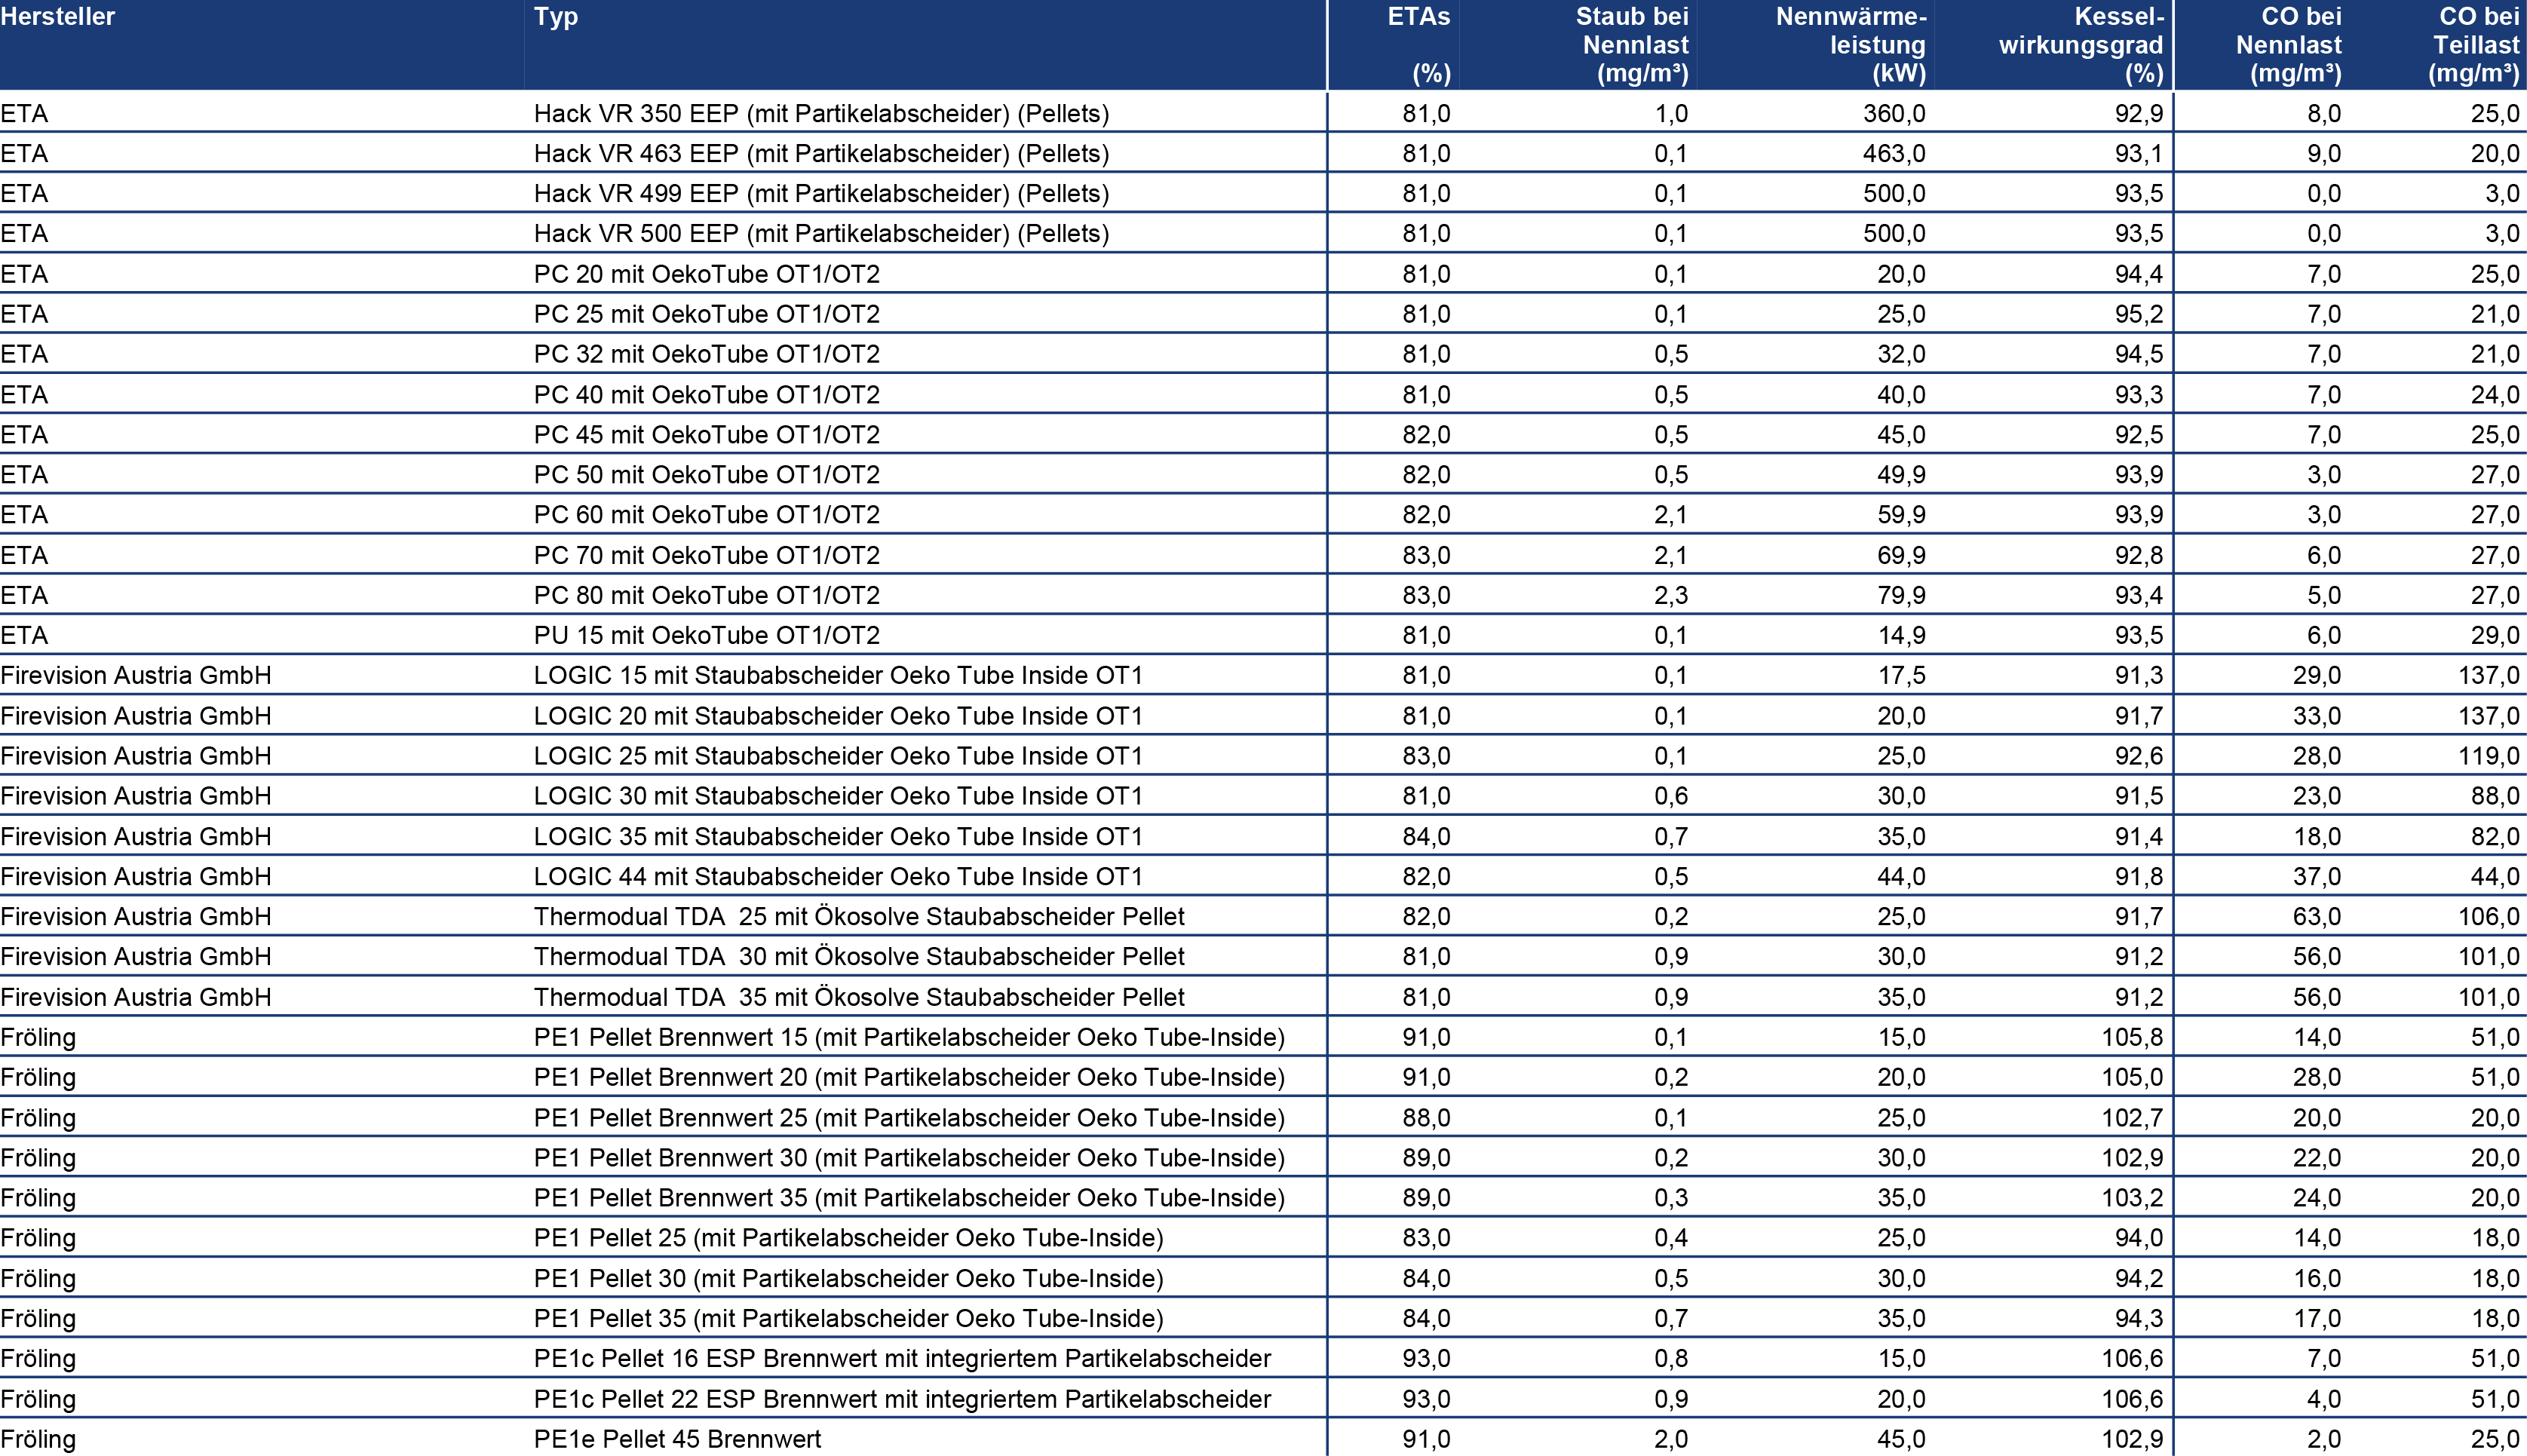 Hersteller Typ ETAs (%) Staub bei Nennlast (mg/m³) Nennwärme-leistung (kW) Kessel-wirkungsgrad (%) CO bei Nennlast (mg/m³) CO bei Teillast (mg/m³)
ETA Hack VR 350 EEP (mit Partikelabscheider) (Pellets) 81,0 1,0 360,0 92,9 8,0 25,0
ETA Hack VR 463 EEP (mit Partikelabscheider) (Pellets) 81,0 0,1 463,0 93,1 9,0 20,0
ETA Hack VR 499 EEP (mit Partikelabscheider) (Pellets) 81,0 0,1 500,0 93,5 0,0 3,0
ETA Hack VR 500 EEP (mit Partikelabscheider) (Pellets) 81,0 0,1 500,0 93,5 0,0 3,0
ETA PC 20 mit OekoTube OT1/OT2 81,0 0,1 20,0 94,4 7,0 25,0
ETA PC 25 mit OekoTube OT1/OT2 81,0 0,1 25,0 95,2 7,0 21,0
ETA PC 32 mit OekoTube OT1/OT2 81,0 0,5 32,0 94,5 7,0 21,0
ETA PC 40 mit OekoTube OT1/OT2 81,0 0,5 40,0 93,3 7,0 24,0
ETA PC 45 mit OekoTube OT1/OT2 82,0 0,5 45,0 92,5 7,0 25,0
ETA PC 50 mit OekoTube OT1/OT2 82,0 0,5 49,9 93,9 3,0 27,0
ETA PC 60 mit OekoTube OT1/OT2 82,0 2,1 59,9 93,9 3,0 27,0
ETA PC 70 mit OekoTube OT1/OT2 83,0 2,1 69,9 92,8 6,0 27,0
ETA PC 80 mit OekoTube OT1/OT2 83,0 2,3 79,9 93,4 5,0 27,0
ETA PU 15 mit OekoTube OT1/OT2 81,0 0,1 14,9 93,5 6,0 29,0
Firevision Austria GmbH LOGIC 15 mit Staubabscheider Oeko Tube Inside OT1 81,0 0,1 17,5 91,3 29,0 137,0
Firevision Austria GmbH LOGIC 20 mit Staubabscheider Oeko Tube Inside OT1 81,0 0,1 20,0 91,7 33,0 137,0
Firevision Austria GmbH LOGIC 25 mit Staubabscheider Oeko Tube Inside OT1 83,0 0,1 25,0 92,6 28,0 119,0
Firevision Austria GmbH LOGIC 30 mit Staubabscheider Oeko Tube Inside OT1 81,0 0,6 30,0 91,5 23,0 88,0
Firevision Austria GmbH LOGIC 35 mit Staubabscheider Oeko Tube Inside OT1 84,0 0,7 35,0 91,4 18,0 82,0
Firevision Austria GmbH LOGIC 44 mit Staubabscheider Oeko Tube Inside OT1 82,0 0,5 44,0 91,8 37,0 44,0
Firevision Austria GmbH Thermodual TDA  25 mit Ökosolve Staubabscheider Pellet 82,0 0,2 25,0 91,7 63,0 106,0
Firevision Austria GmbH Thermodual TDA  30 mit Ökosolve Staubabscheider Pellet 81,0 0,9 30,0 91,2 56,0 101,0
Firevision Austria GmbH Thermodual TDA  35 mit Ökosolve Staubabscheider Pellet 81,0 0,9 35,0 91,2 56,0 101,0
Fröling PE1 Pellet Brennwert 15 (mit Partikelabscheider Oeko Tube-Inside) 91,0 0,1 15,0 105,8 14,0 51,0
Fröling PE1 Pellet Brennwert 20 (mit Partikelabscheider Oeko Tube-Inside) 91,0 0,2 20,0 105,0 28,0 51,0
Fröling PE1 Pellet Brennwert 25 (mit Partikelabscheider Oeko Tube-Inside) 88,0 0,1 25,0 102,7 20,0 20,0
Fröling PE1 Pellet Brennwert 30 (mit Partikelabscheider Oeko Tube-Inside) 89,0 0,2 30,0 102,9 22,0 20,0
Fröling PE1 Pellet Brennwert 35 (mit Partikelabscheider Oeko Tube-Inside) 89,0 0,3 35,0 103,2 24,0 20,0
Fröling PE1 Pellet 25 (mit Partikelabscheider Oeko Tube-Inside) 83,0 0,4 25,0 94,0 14,0 18,0
Fröling PE1 Pellet 30 (mit Partikelabscheider Oeko Tube-Inside) 84,0 0,5 30,0 94,2 16,0 18,0
Fröling PE1 Pellet 35 (mit Partikelabscheider Oeko Tube-Inside) 84,0 0,7 35,0 94,3 17,0 18,0
Fröling PE1c Pellet 16 ESP Brennwert mit integriertem Partikelabscheider 93,0 0,8 15,0 106,6 7,0 51,0
Fröling PE1c Pellet 22 ESP Brennwert mit integriertem Partikelabscheider 93,0 0,9 20,0 106,6 4,0 51,0
Fröling PE1e Pellet 45 Brennwert 91,0 2,0 45,0 102,9 2,0 25,0